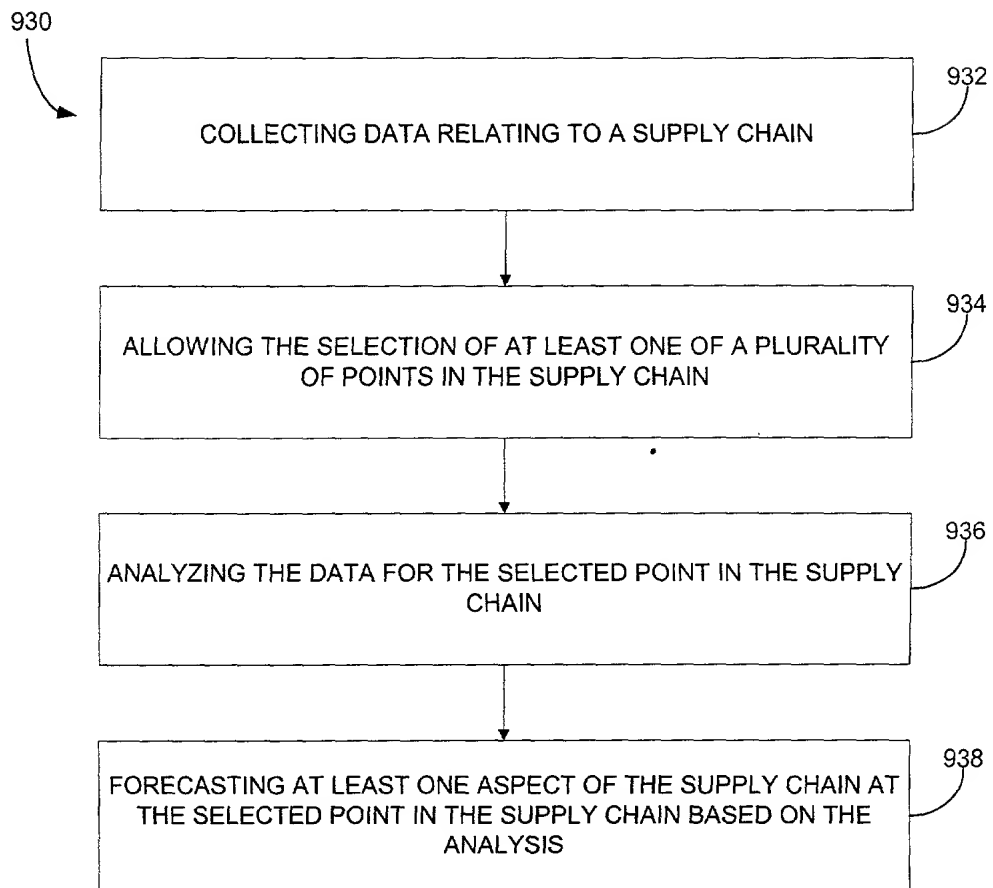 930
932
COLLECTING DATA RELATING TO A SUPPLY CHAIN
934
ALLOWING THE SELECTION OF AT LEAST ONE OF A PLURALITY
OF POINTS IN THE SUPPLY CHAIN
936
ANALYZING THE DATA FOR THE SELECTED POINT IN THE SUPPLY
CHAIN
938
FORECASTING AT LEAST ONE ASPECT OF THE SUPPLY CHAIN AT
THE SELECTED POINT IN THE SUPPLY CHAIN BASED ON THE
ANALYSIS